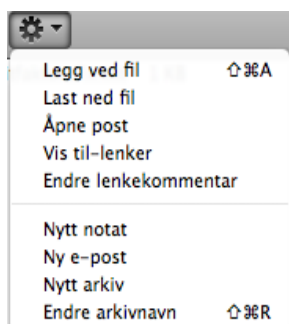 Legg ved fil ⇧⌘A
Last ned fil
Åpne post
Vis til-lenker
Endre lenkekommentar
Nytt notat
Ny e-post
Nytt arkiv
Endre arkivnavn ⇧⌘R